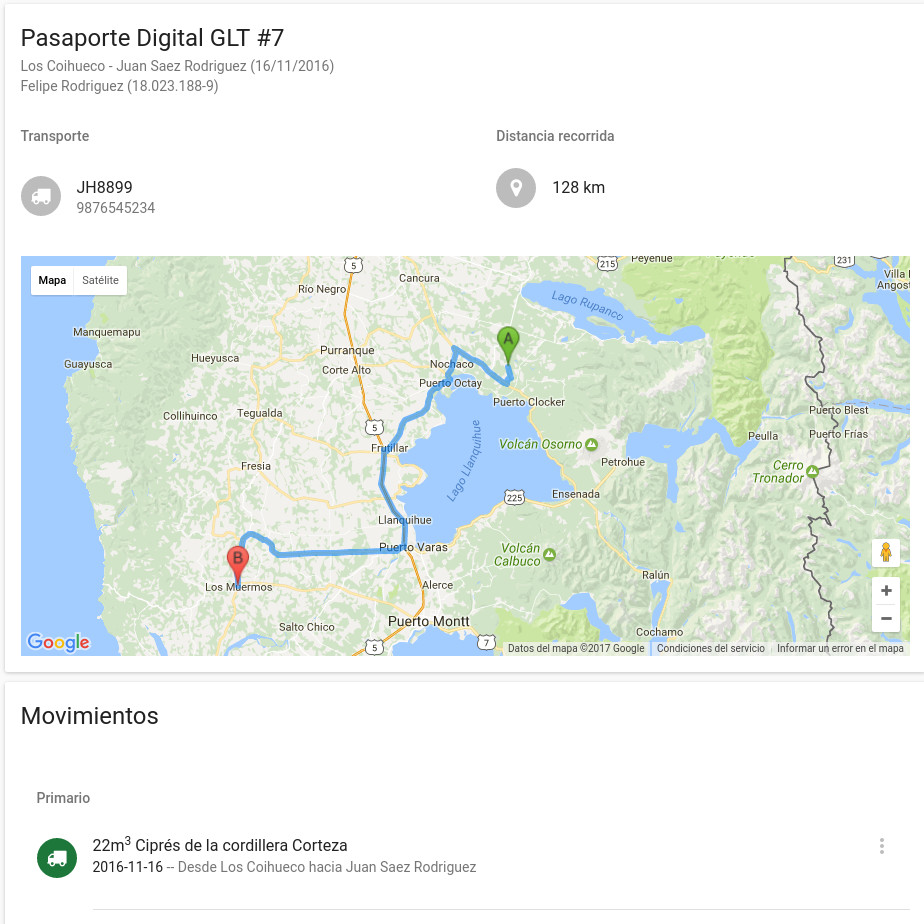 Pasaporte Digital GLT #7
Los Coihueco - Juan Saez Rodriguez (16/11/2016)
Felipe Rodriguez (18.023.188-9)
Transporte
Distancia recorrida
JH8899
9876545234
128 km
Mapa
Satélite
5
Cancura
215
Peyehue
231
Villa
Angost
Río Negro
Lago Rupanco
Manquemapu
A
Purranque
Guayusca
Hueyusca
Nochaco
Corte Alto
Puerto Octay
Puerto Clocker
Collihuinco
Tegualda
Puerto Blest
5
Peulla
Puerto Frías
Frutillar
Volcán Osorno
Lago Llanquihue
Petrohue
Fresia
Cerro
Tronador
225
Ensenada
Llanquihue
Puerto Varas
Volcán
Calbuco
B
Los Muermos
Alerce
Ralún
+
−
Puerto Montt
Salto Chico
Cochamo
5
7
Google
Datos del mapa ©2017 Google
Condiciones del servicio
Informar un error en el mapa
Movimientos
Primario
22m³ Ciprés de la cordillera Corteza
2016-11-16 -- Desde Los Coihueco hacia Juan Saez Rodriguez